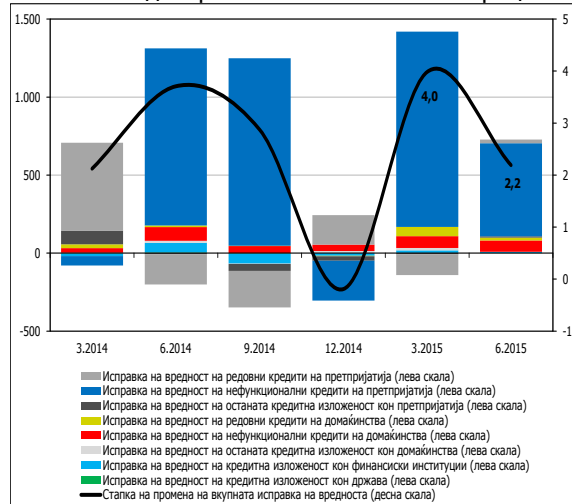 1.500
1.000
500
0
-500
5
4
3
2
1
0
-1
4,0
2,2
3.2014 6.2014 9.2014 12.2014 3.2015 6.2015
Исправка на вредност на редовни кредити на претпријатија (лева скала)
Исправка на вредност на нефункционални кредити на претпријатија (лева скала)
Исправка на вредност на останата кредитна изложеност кон претпријатија (лева скала)
Исправка на вредност на редовни кредити на домаќинства (лева скала)
Исправка на вредност на нефункционални кредити на домаќинства (лева скала)
Исправка на вредност на останата кредитна изложеност кон домаќинства (лева скала)
Исправка на вредност на кредитна изложеност кон финансиски институции (лева скала)
Исправка на вредност на кредитна изложеност кон држава (лева скала)
Стапка на промена на вкупната исправка на вредноста (десна скала)